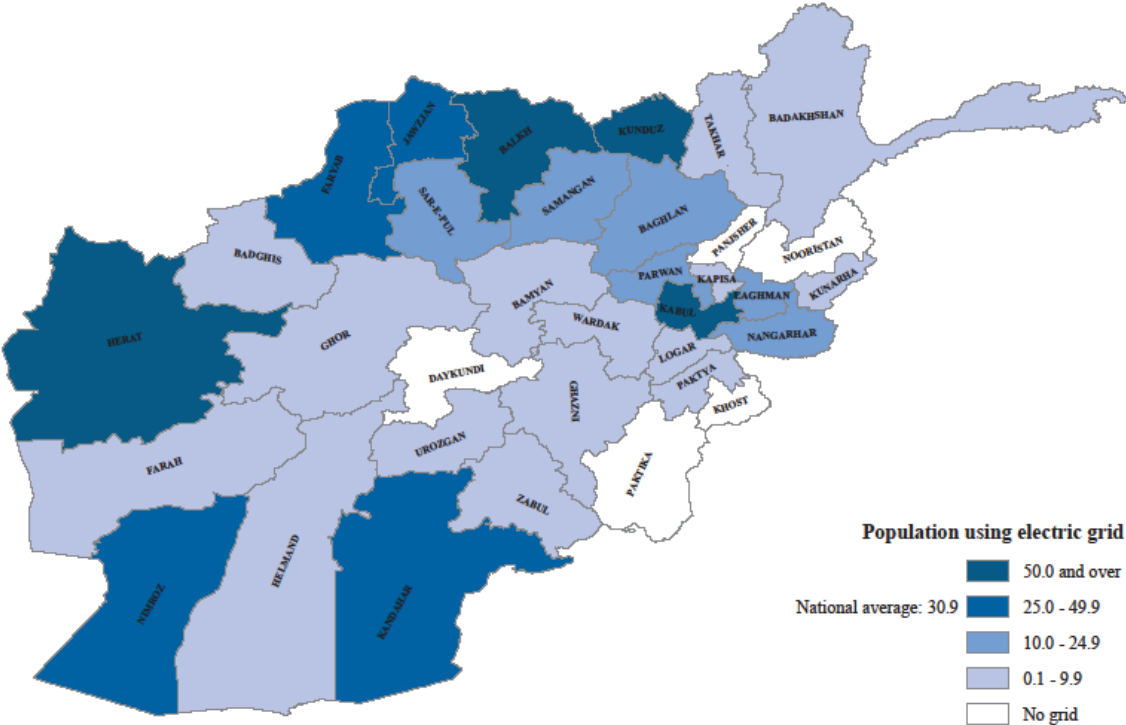 JAWZJAN
BALKH
KUNDUZ
TAKHAR
BADAKHSHAN
FARYAB
SAR-E-PUL
SAMANGAN
BAGHLAN
PANJSHER
NOORISTAN
BADGHIS
PARWAN
KAPISA
KUNARHA
BAMYAN
LAGHMAN
KABUL
HERAT
GHOR
WARDAK
NANGARHAR
LOGAR
DAYKUNDI
PAKTYA
GHAZNI
KHOST
UROZGAN
FARAH
PAKTIKA
ZABUL
HELMAND
NIMROZ
KANDAHAR
Population using electric grid
50.0 and over
National average: 30.9
25.0 - 49.9
10.0 - 24.9
0.1 - 9.9
No grid